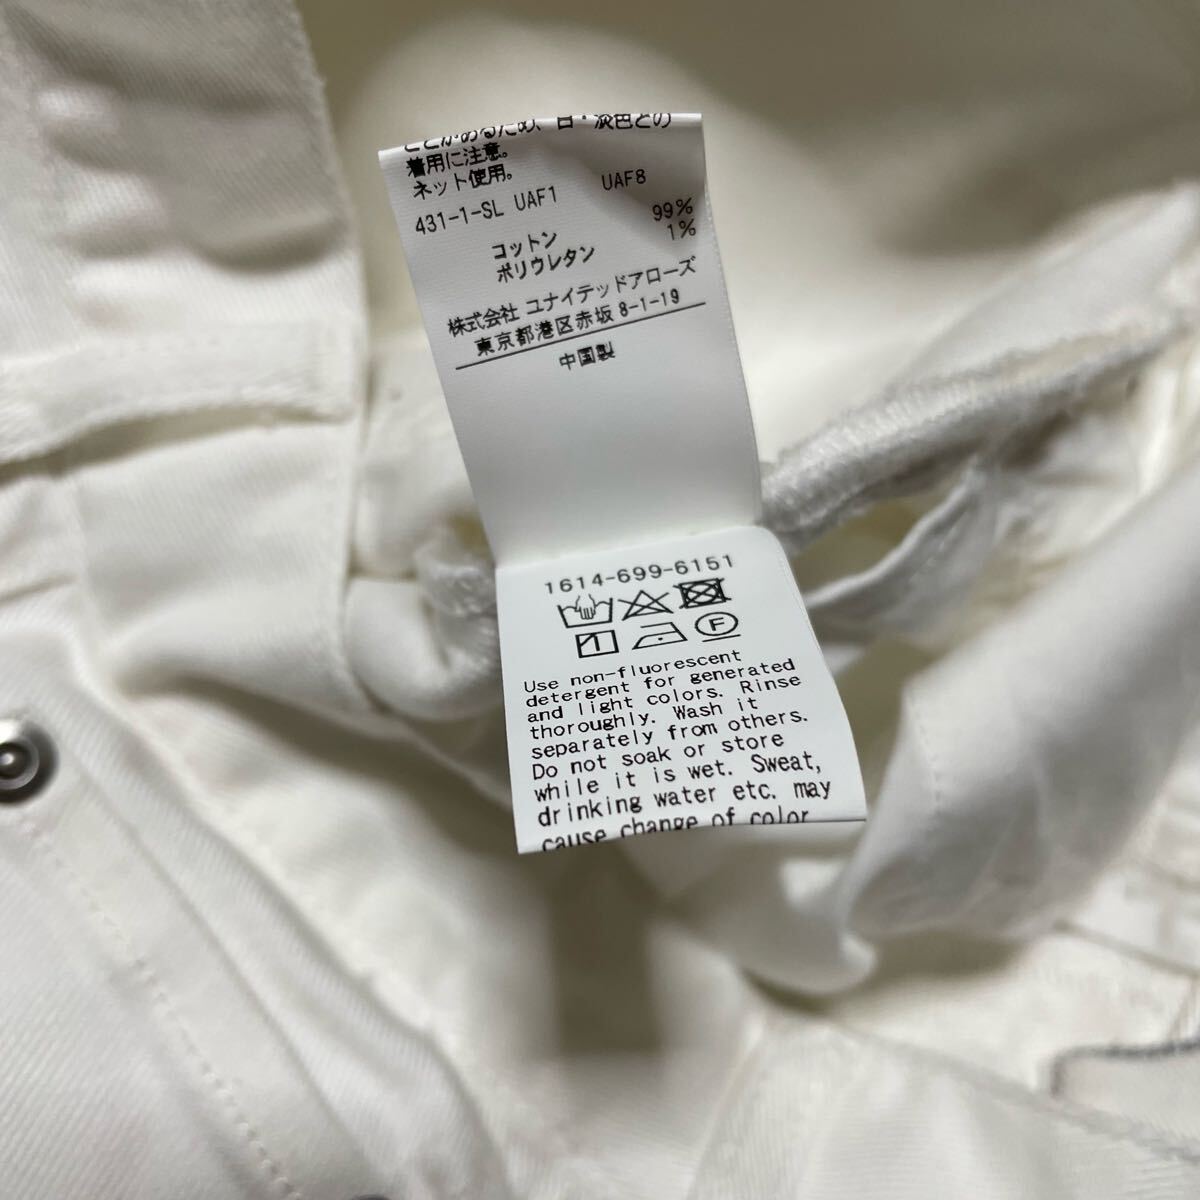 ことがあるため、白・淡色との
着用に注意。
ネット使用。
431-1-SL UAF1 UAF8
コットン 99%
ポリウレタン 1%
株式会社 ユナイテッドアローズ
東京都港区赤坂8-1-19
中国製
1614-699-6151
F
Use non-fluorescent
detergent for generated
and light colors. Rinse
thoroughly. Wash it
separately from others.
Do not soak or store
while it is wet. Sweat,
drinking water etc. may
cause change of color